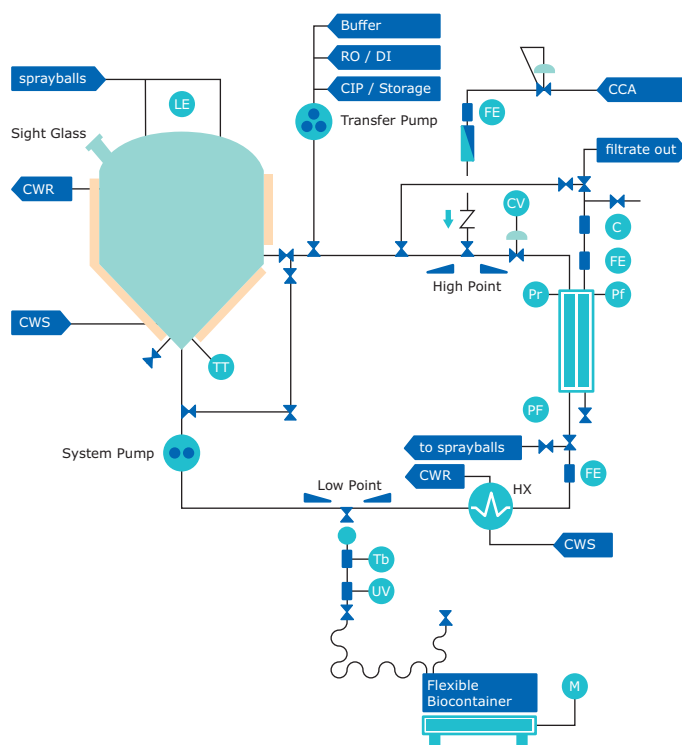 Buffer
RO / DI
CIP / Storage
Transfer Pump
sprayballs
LE
Sight Glass
CWR
CWS
TT
FE
CCA
filtrate out
CV
C
FE
High Point
Pr
Pf
PF
to sprayballs
System Pump
CWR
FE
Low Point
HX
CWS
Tb
UV
Flexible
Biocontainer
M